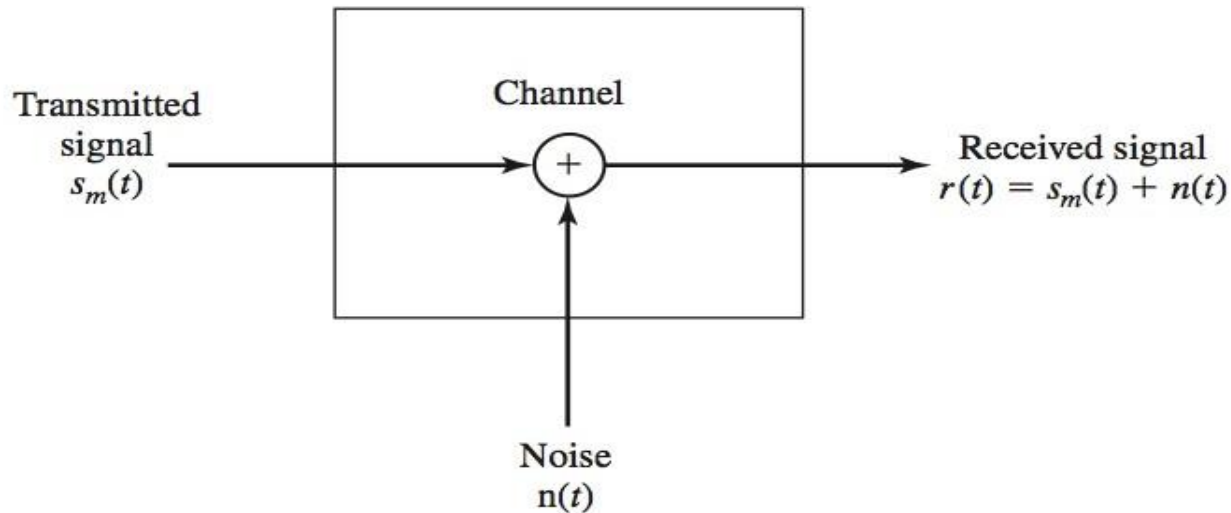 Transmitted
signal
s_m(t)
Channel
+
Received signal
r(t) = s_m(t) + n(t)
Noise
n(t)